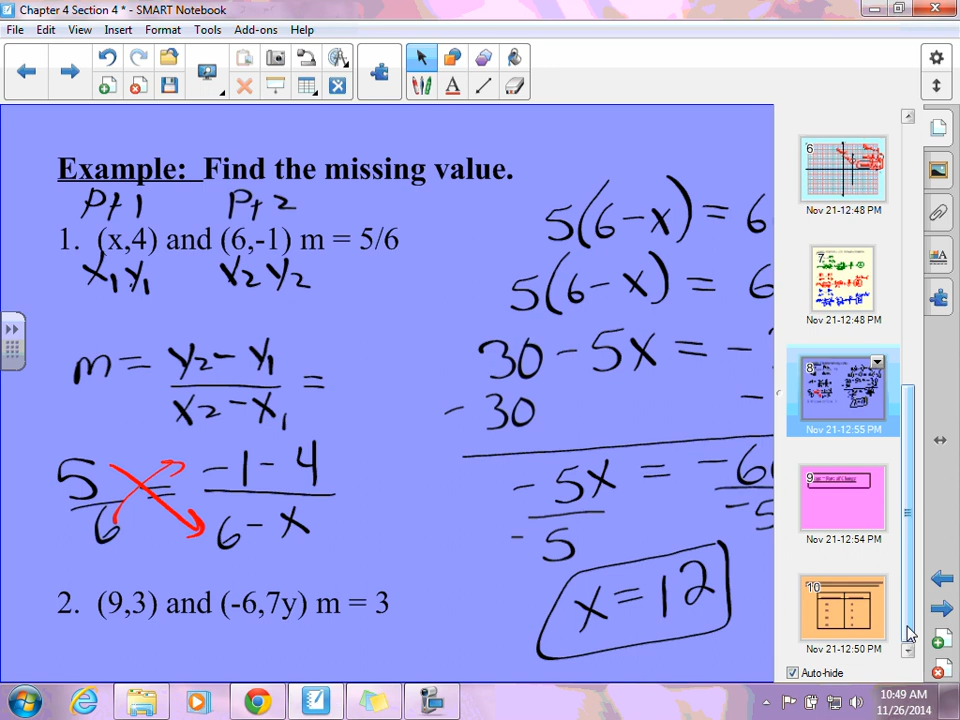 Chapter 4 Section 4 * - SMART Notebook
File Edit View Insert Format Tools Add-ons Help
Example: Find the missing value.
Pt 1 Pt 2
1. (x,4) and (6,-1) m = 5/6
x1 y1 x2 y2
m = y2 - y1 / x2 - x1 =
5/6 = -1 - 4 / 6 - x
2. (9,3) and (-6,7y) m = 3
5(6 - x) = 6
5(6 - x) = 6
30 - 5x = -
- 30 -
- 5x = - 6
- 5 - 5
x = 12
6
Nov 21-12:48 PM
7
Nov 21-12:48 PM
8
Nov 21-12:55 PM
9
Nov 21-12:54 PM
10
Nov 21-12:50 PM
Auto-hide
10:49 AM
11/26/2014